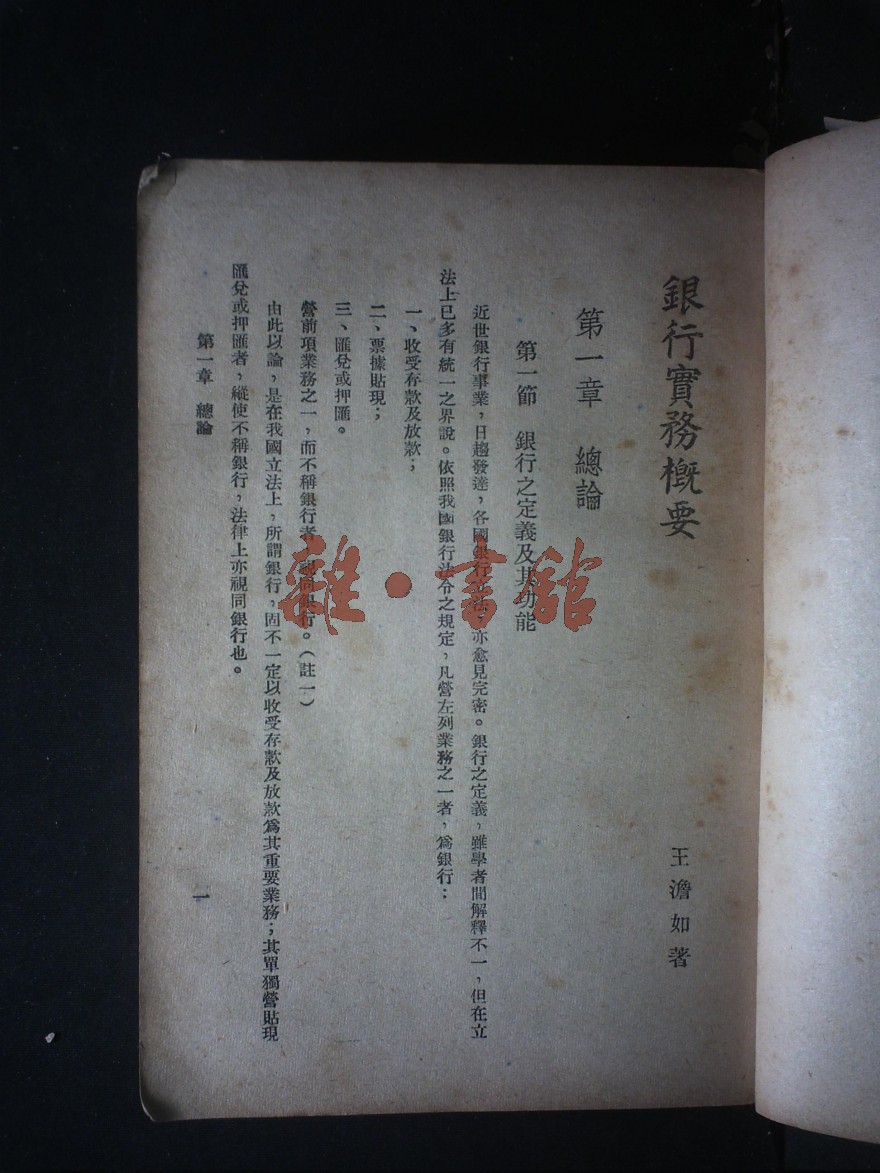 銀行實務概要
王澹如著
第一章 總論
第一節 銀行之定義及其功能
近世銀行事業，日趨發達，各國銀行立法，亦愈見完密。銀行之定義，雖學者間解釋不一，但在立
法上已多有統一之界說。依照我國銀行法令之規定，凡營左列業務之一者，爲銀行：
一、收受存款及放款；
二、票據貼現；
三、匯兌或押匯。
營前項業務之一，而不稱銀行者，視同銀行。（註一）
由此以論，是在我國立法上，所謂銀行，固不一定以收受存款及放款爲其重要業務；其單獨營貼現
匯兌或押匯者，縱使不稱銀行，法律上亦視同銀行也。
第一章 總論
一
雜·書館